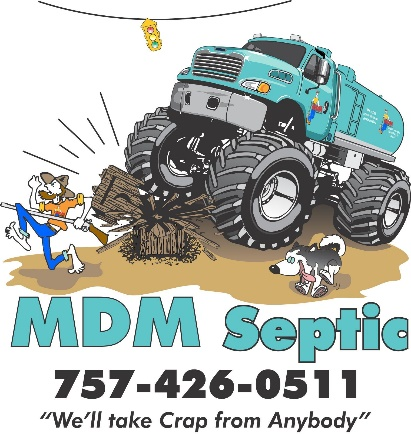 MDM Septic
757-426-0511
“We’ll take Crap from Anybody”